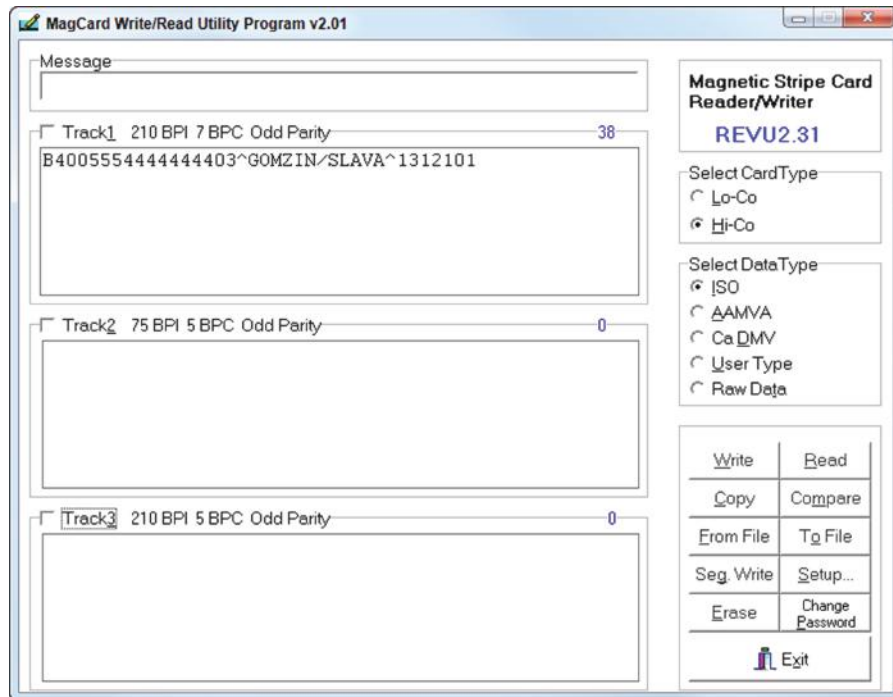 MagCard Write/Read Utility Program v2.01
Message
Track1 210 BPI 7 BPC Odd Parity 38
B4005554444444403^GOMZIN/SLAVA^1312101
Track2 75 BPI 5 BPC Odd Parity 0
Track3 210 BPI 5 BPC Odd Parity 0
Magnetic Stripe Card
Reader/Writer
REVU2.31
Select CardType
Lo-Co
Hi-Co
Select DataType
ISO
AAMVA
Ca DMV
User Type
Raw Data
Write Read
Copy Compare
From File To File
Seg. Write Setup...
Erase Change Password
Exit